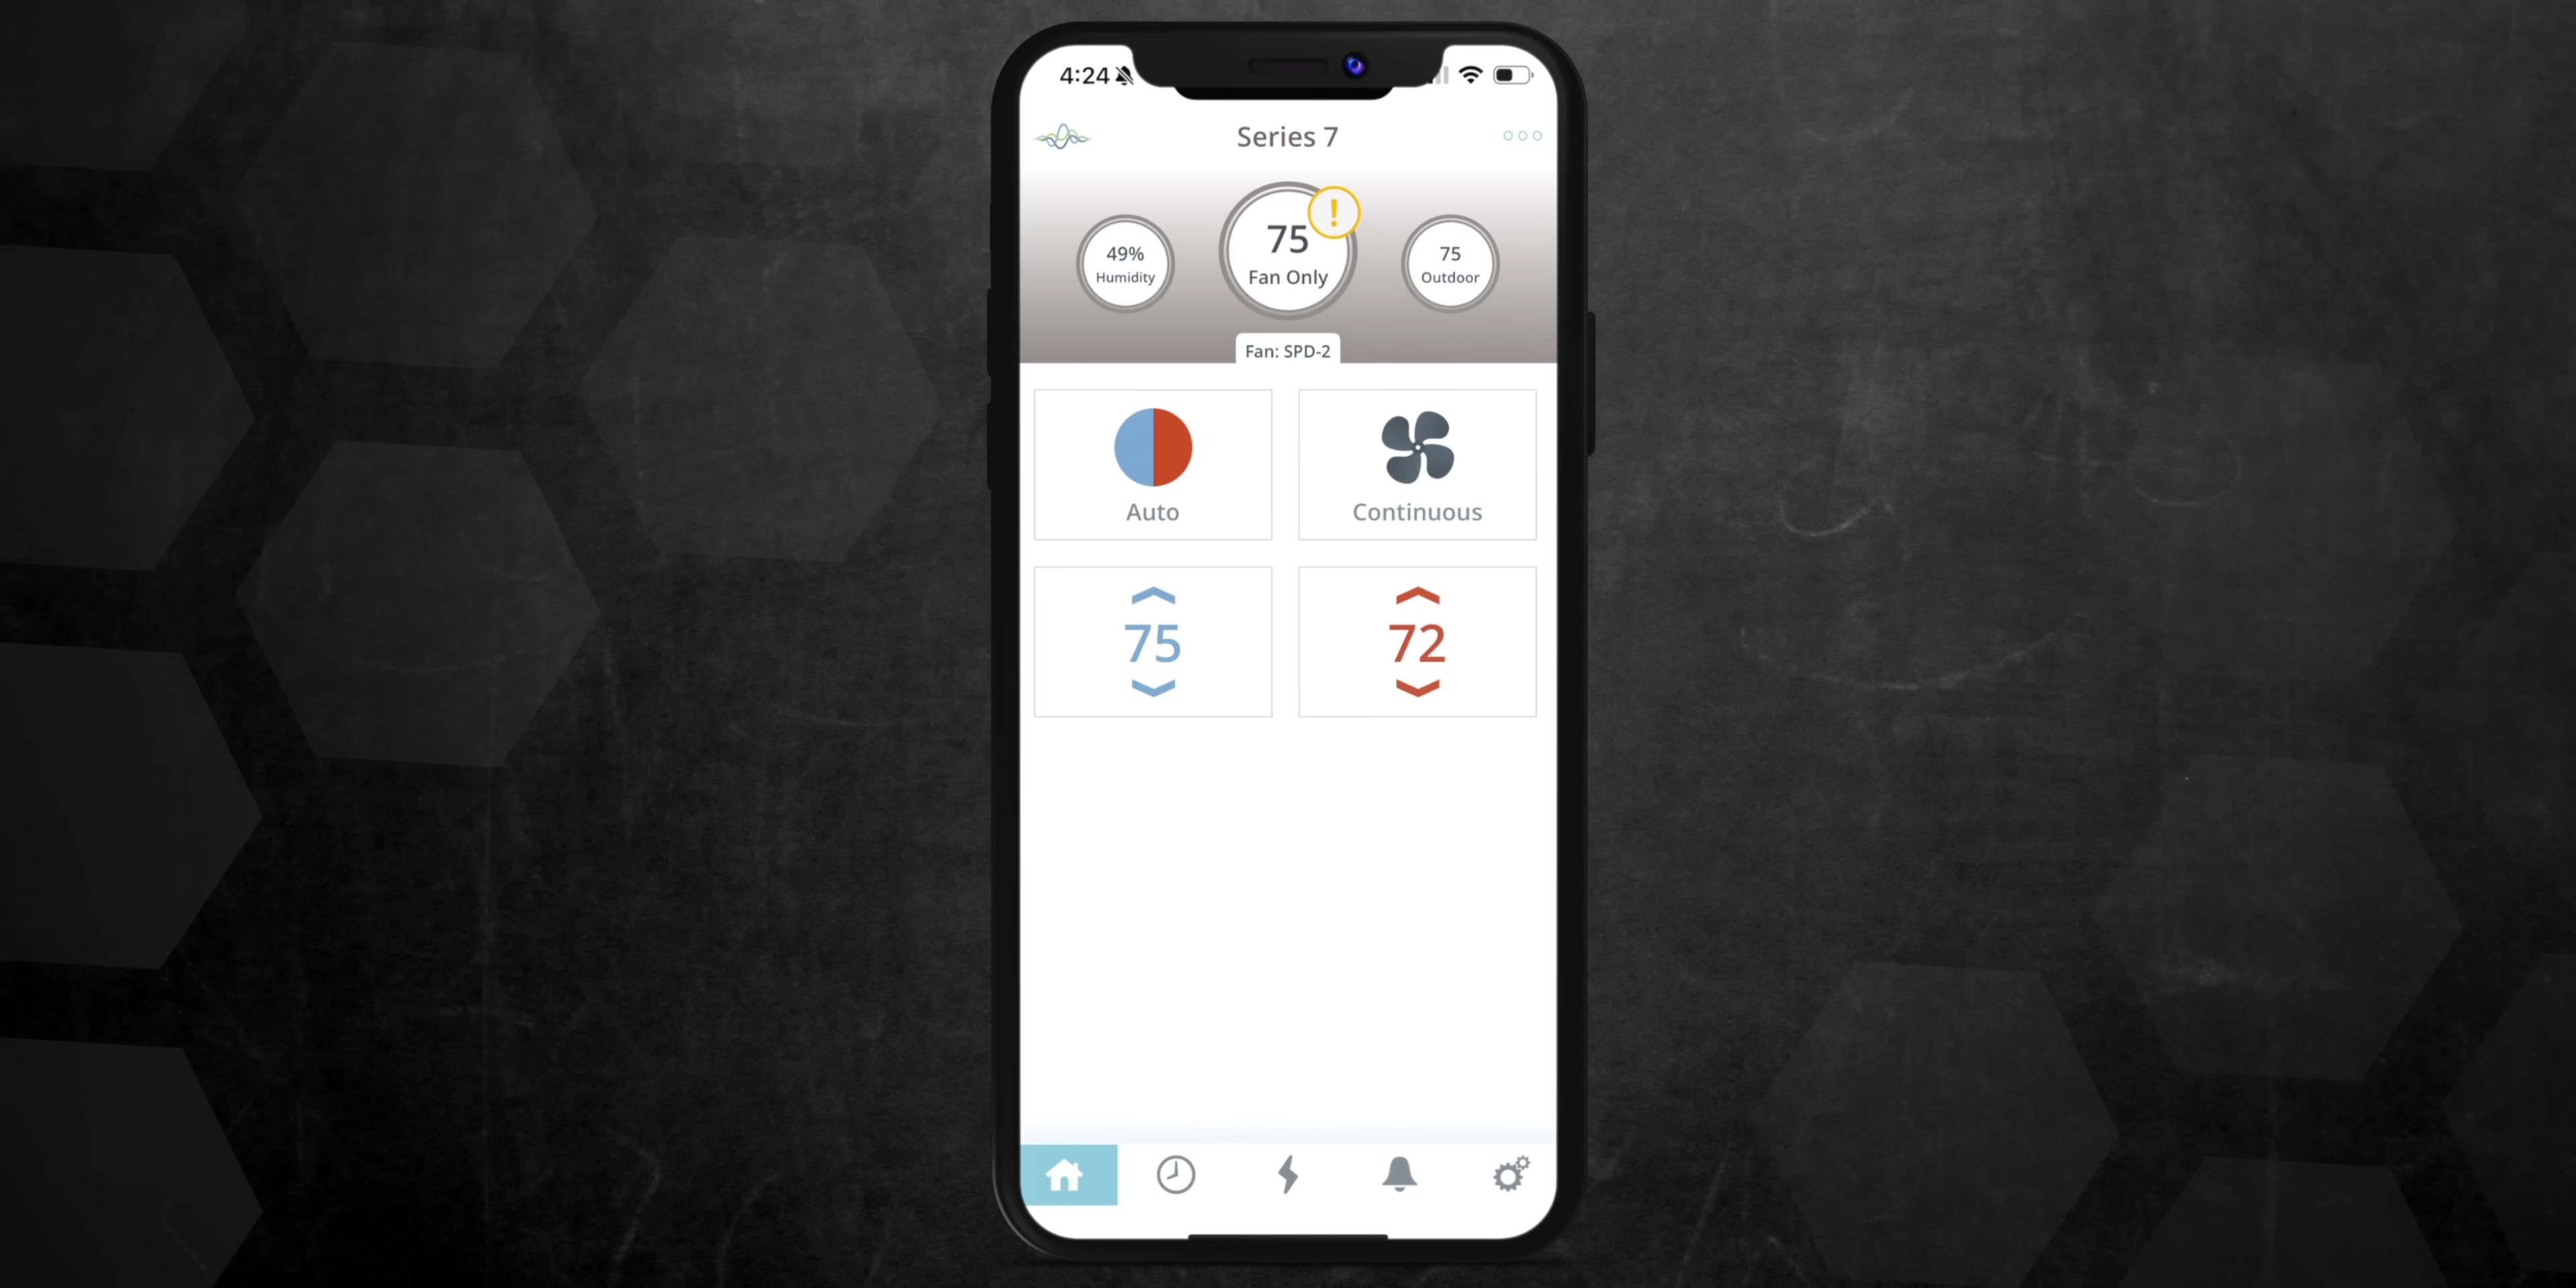 4:24
Series 7
49%
Humidity
75
Fan Only
!
75
Outdoor
Fan: SPD-2
Auto
Continuous
75
72